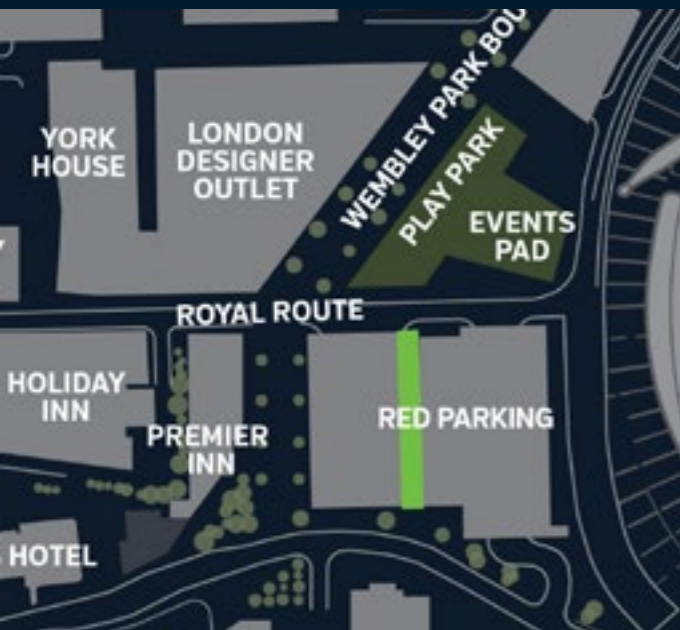 WEMBLEY PARK BOU
YORK
HOUSE
LONDON
DESIGNER
OUTLET
PLAY PARK
EVENTS
PAD
Y
ROYAL ROUTE
HOLIDAY
INN
PREMIER
INN
RED PARKING
S HOTEL